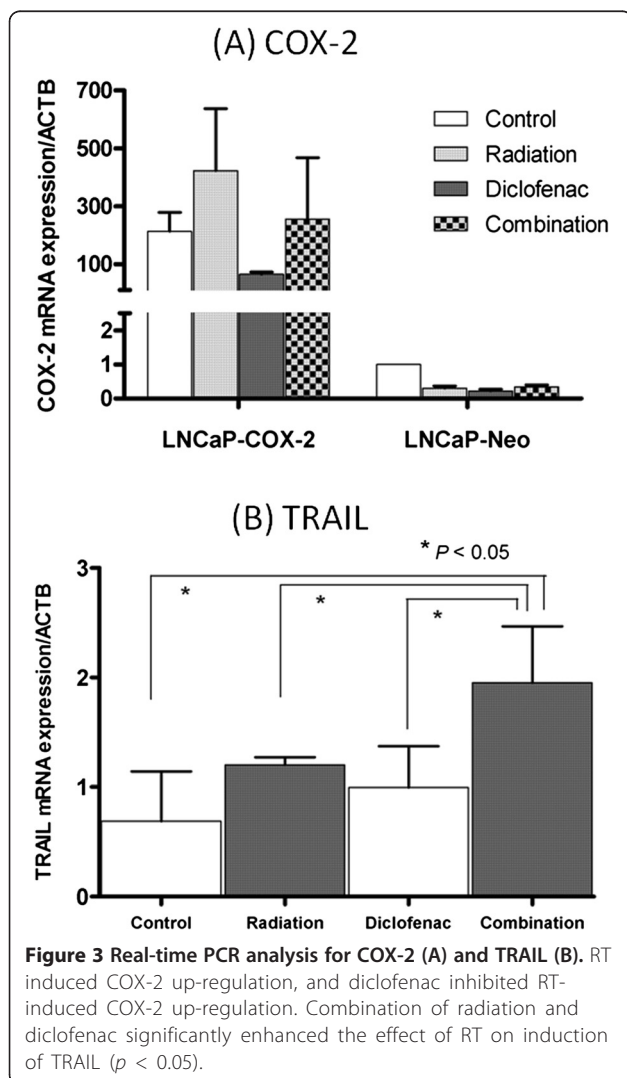 (A) COX-2
COX-2 mRNA expression/ACTB
700
500
300
100
2
1
0
Control
Radiation
Diclofenac
Combination
LNCaP-COX-2
LNCaP-Neo
(B) TRAIL
TRAIL mRNA expression/ACTB
* P < 0.05
3
2
1
0
*
*
*
Control
Radiation
Diclofenac
Combination
Figure 3 Real-time PCR analysis for COX-2 (A) and TRAIL (B). RT
induced COX-2 up-regulation, and diclofenac inhibited RT-
induced COX-2 up-regulation. Combination of radiation and
diclofenac significantly enhanced the effect of RT on induction
of TRAIL (p < 0.05).